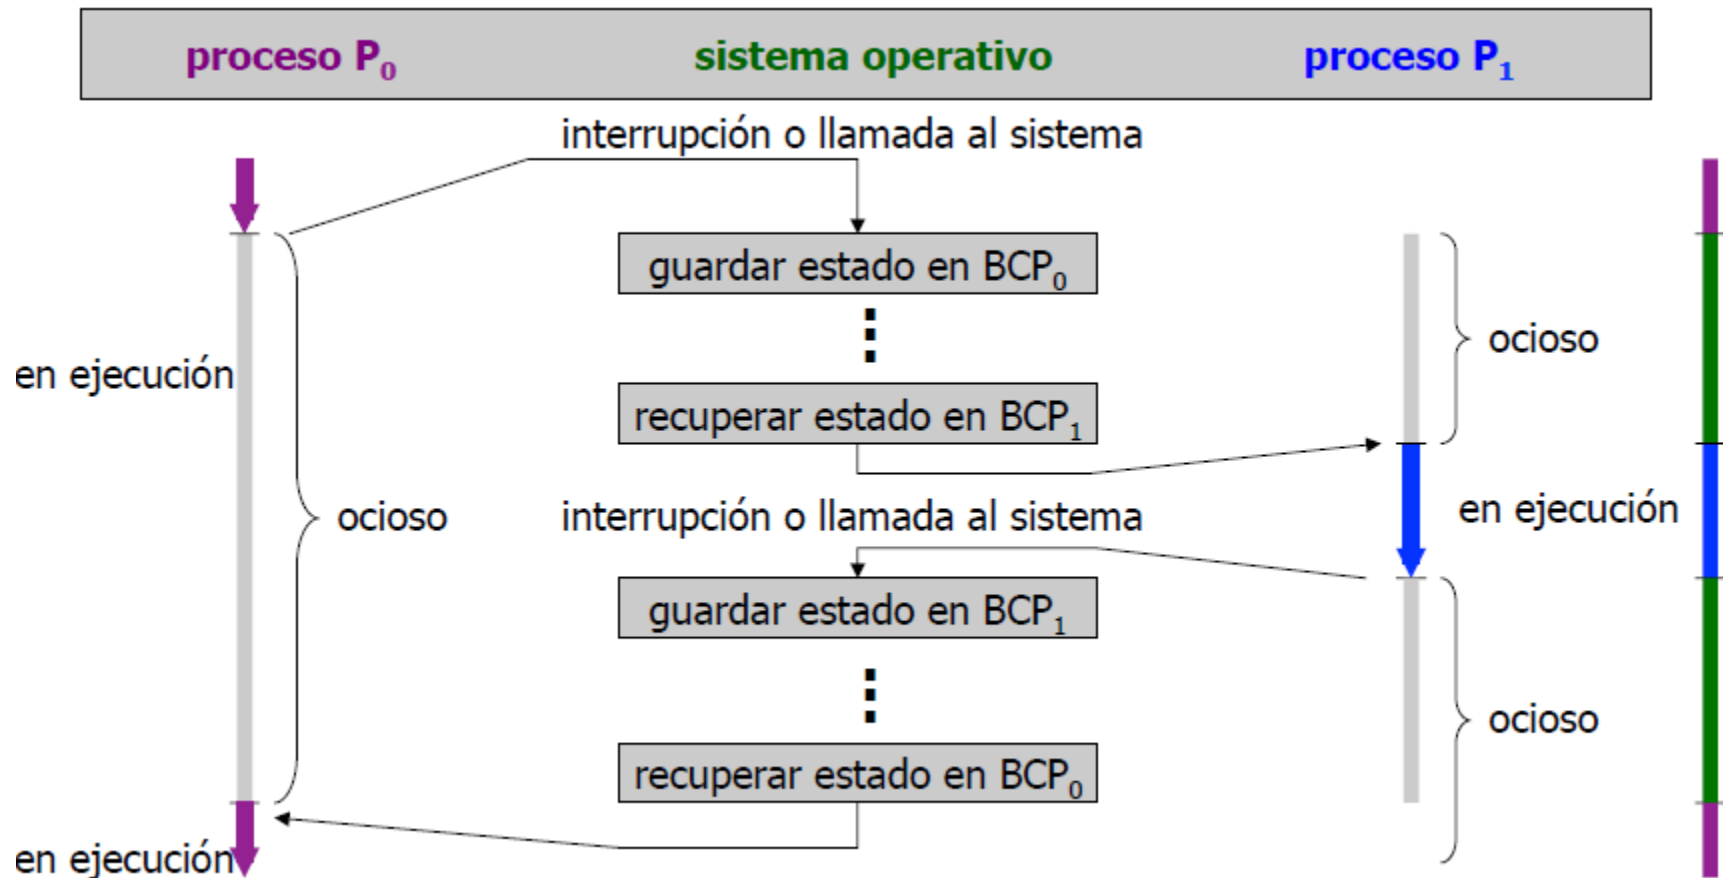 proceso P₀ sistema operativo proceso P₁
interrupción o llamada al sistema
guardar estado en BCP₀
ocioso
en ejecución
recuperar estado en BCP₁
ocioso
interrupción o llamada al sistema
en ejecución
guardar estado en BCP₁
ocioso
recuperar estado en BCP₀
en ejecución